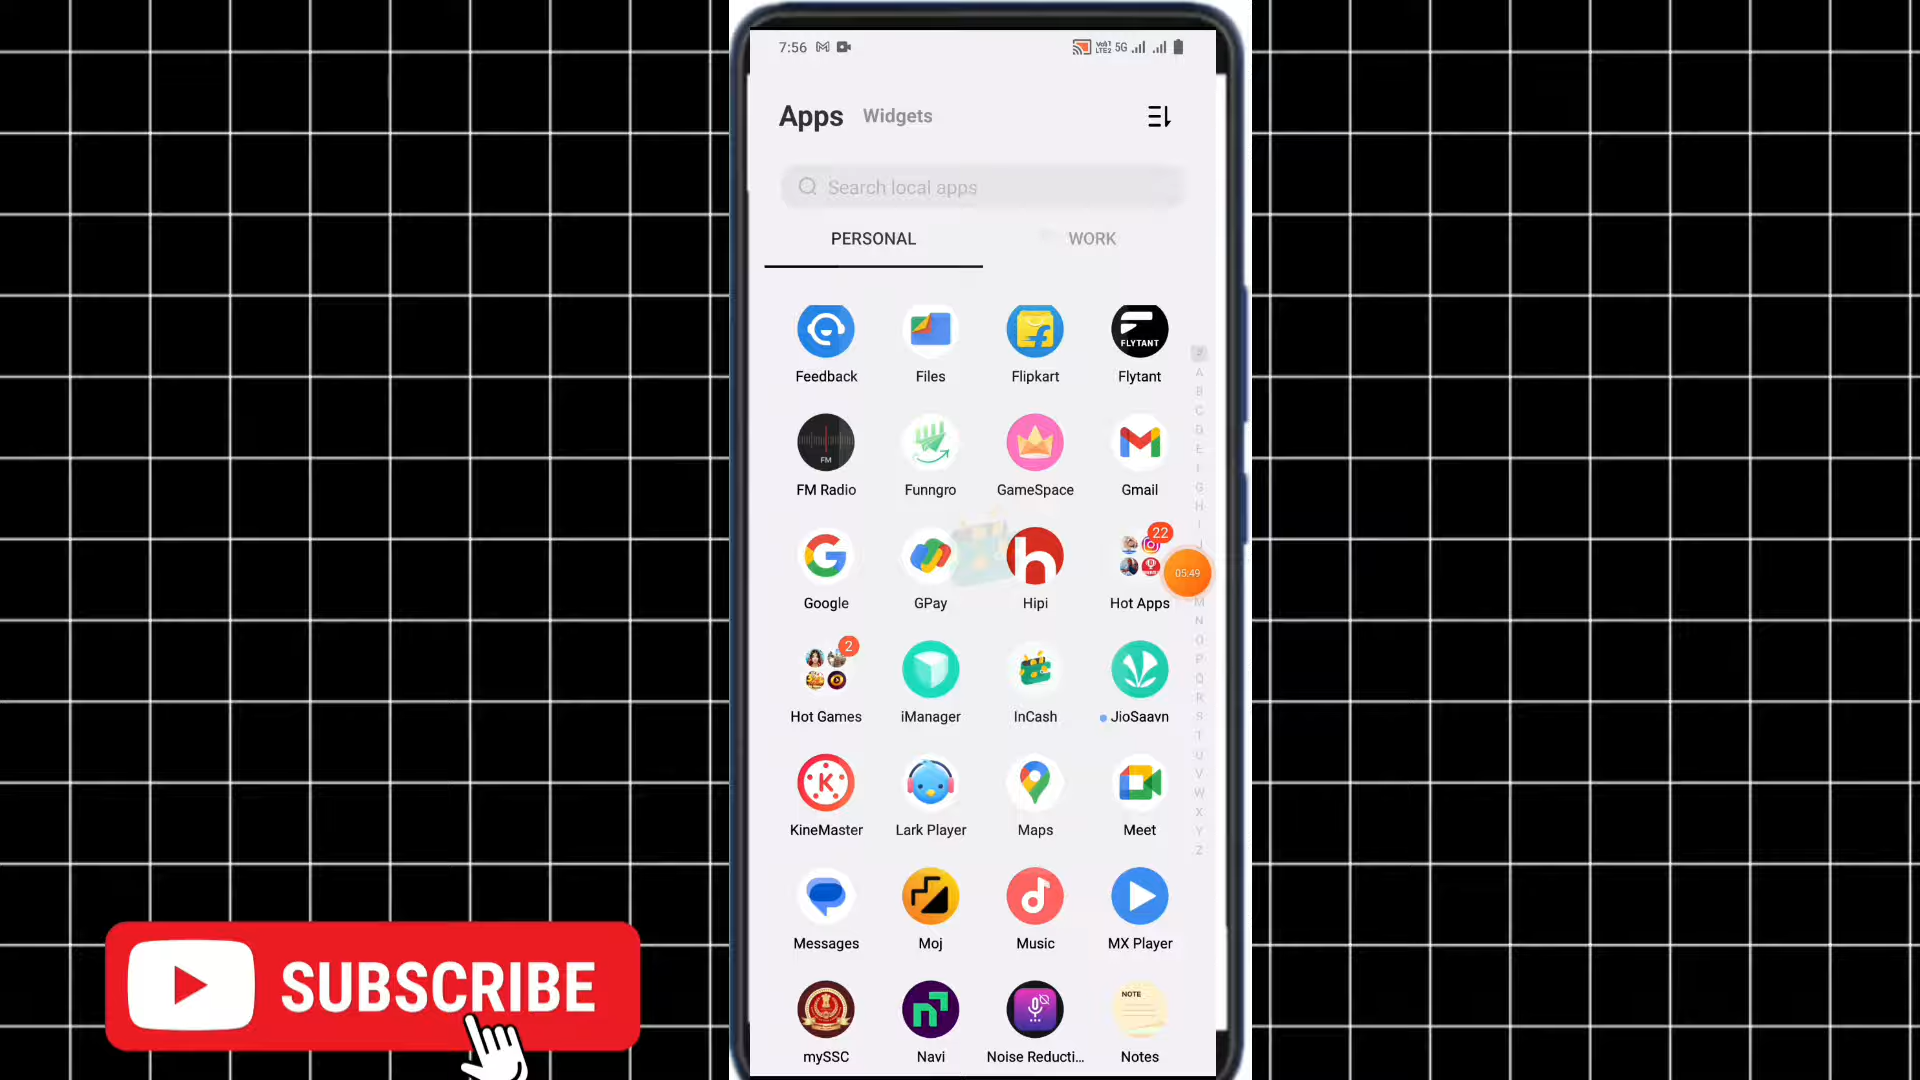 7:56 VoI1 LTE2 5G
Apps Widgets
Search local apps
PERSONAL WORK
FLYTANT
Feedback Files Flipkart Flytant
FM
FM Radio Funngro GameSpace Gmail
22
05:49
Google GPay Hipi Hot Apps
2
Hot Games iManager InCash JioSaavn
KineMaster Lark Player Maps Meet
Messages Moj Music MX Player
NOTE
mySSC Navi Noise Reducti... Notes
A
B
C
D
E
G
H
I
J
M
N
O
P
Q
R
S
T
U
V
W
X
Y
Z
SUBSCRIBE